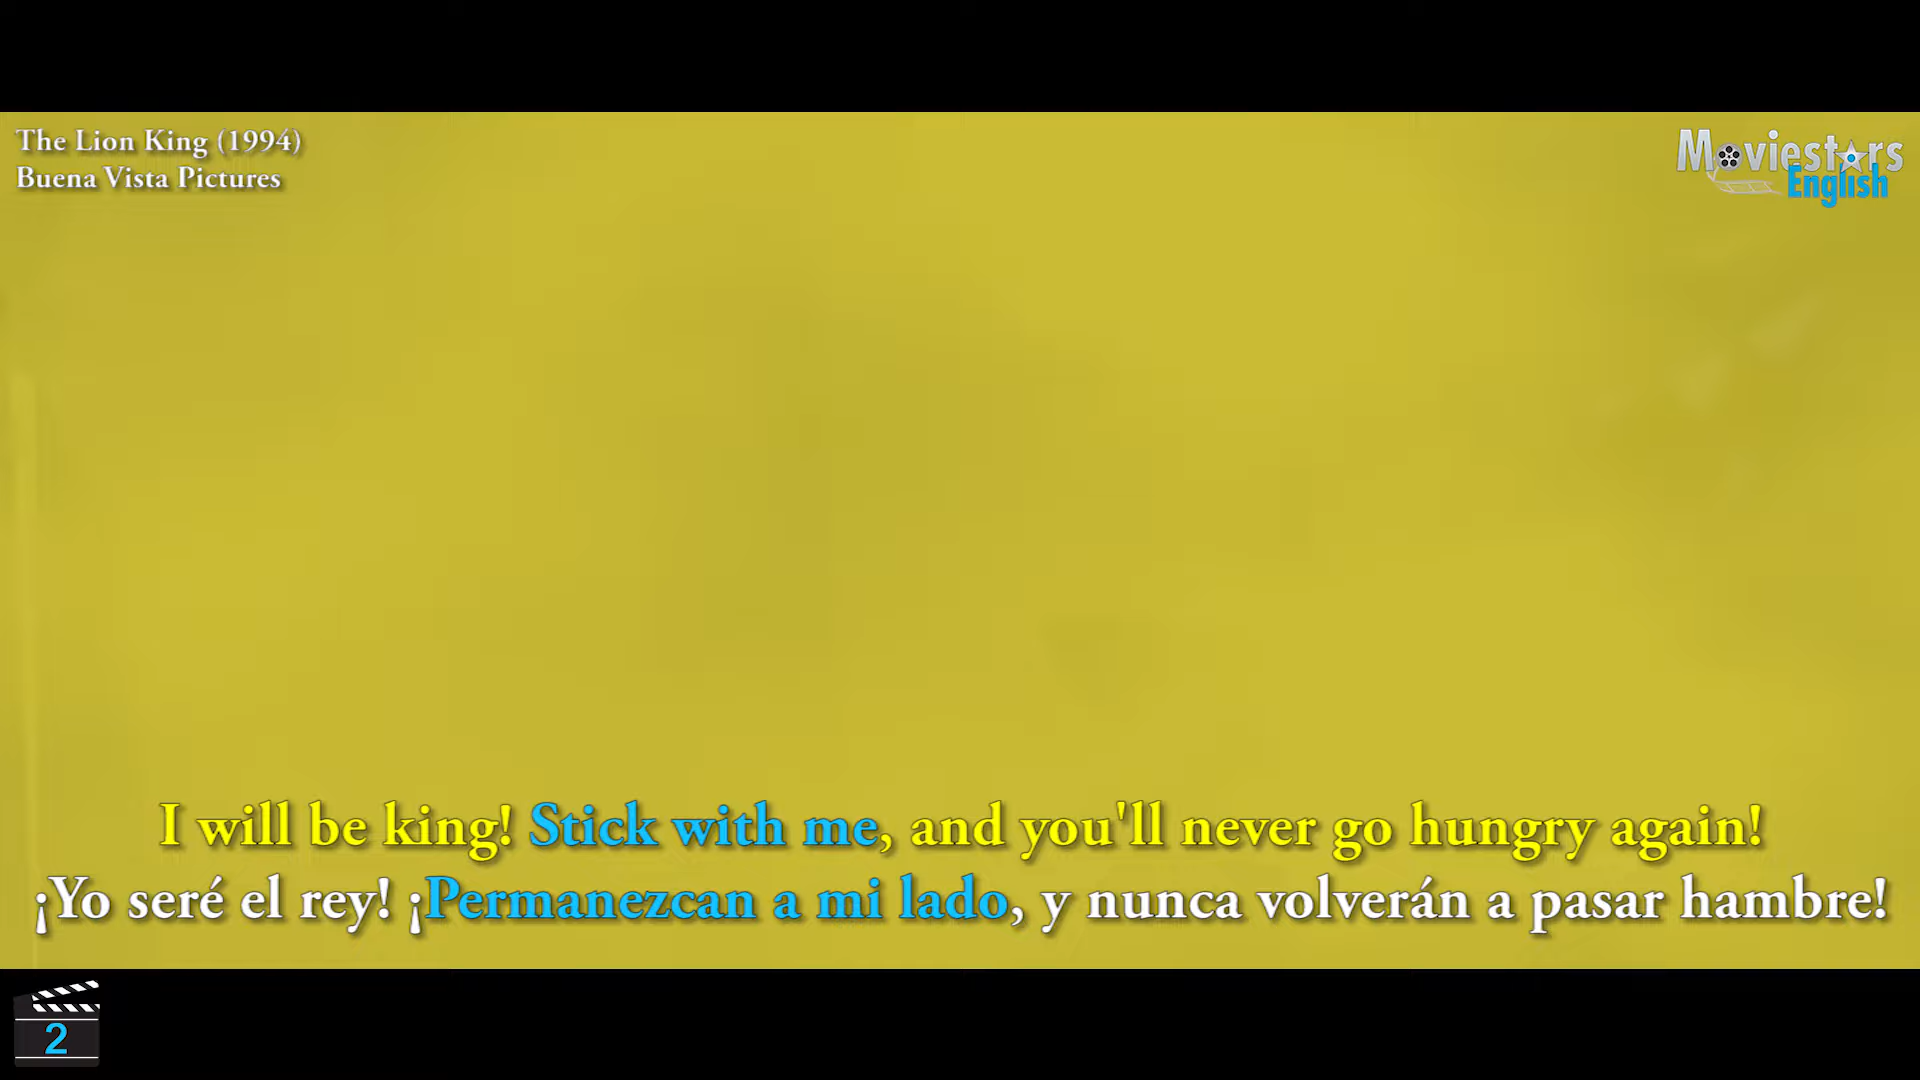 The Lion King (1994)
Buena Vista Pictures
Moviestars
English
I will be king! Stick with me, and you'll never go hungry again!
¡Yo seré el rey! ¡Permanezcan a mi lado, y nunca volverán a pasar hambre!
2